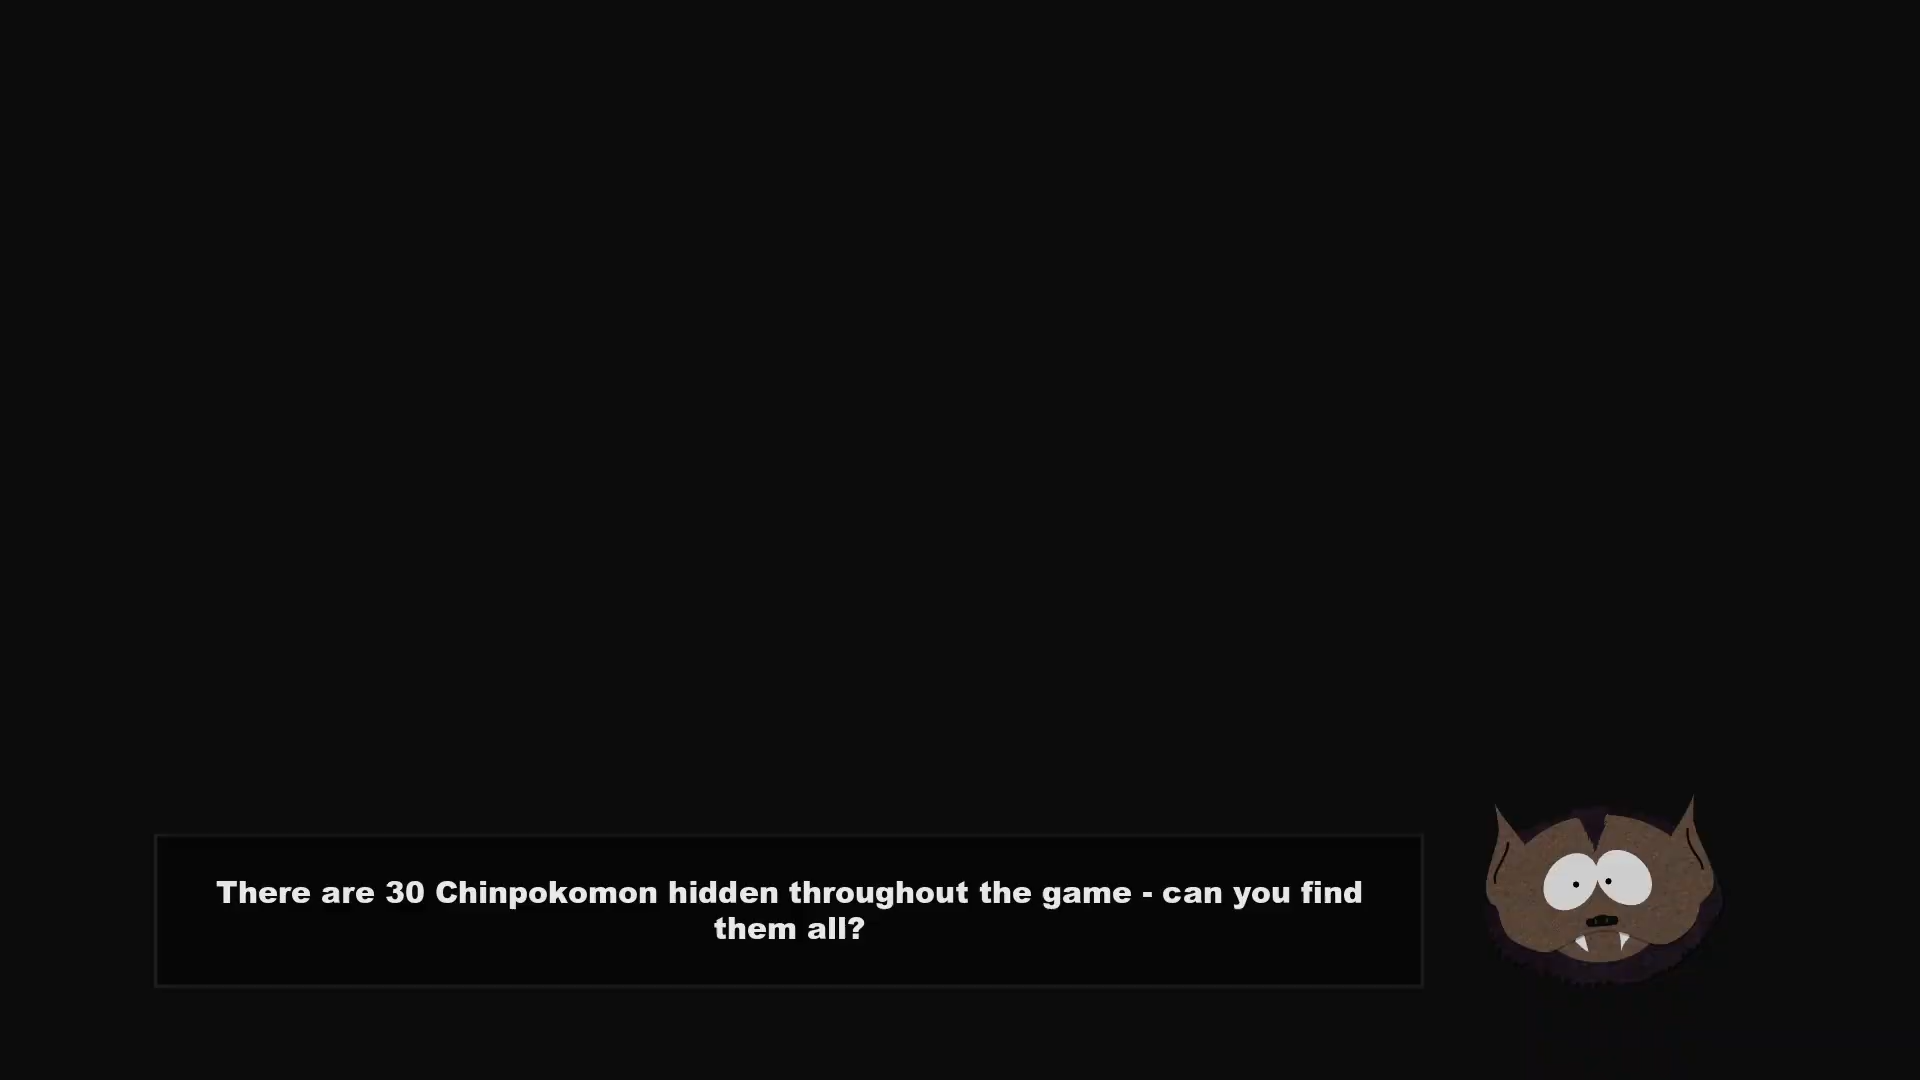 There are 30 Chinpokomon hidden throughout the game - can you find
them all?